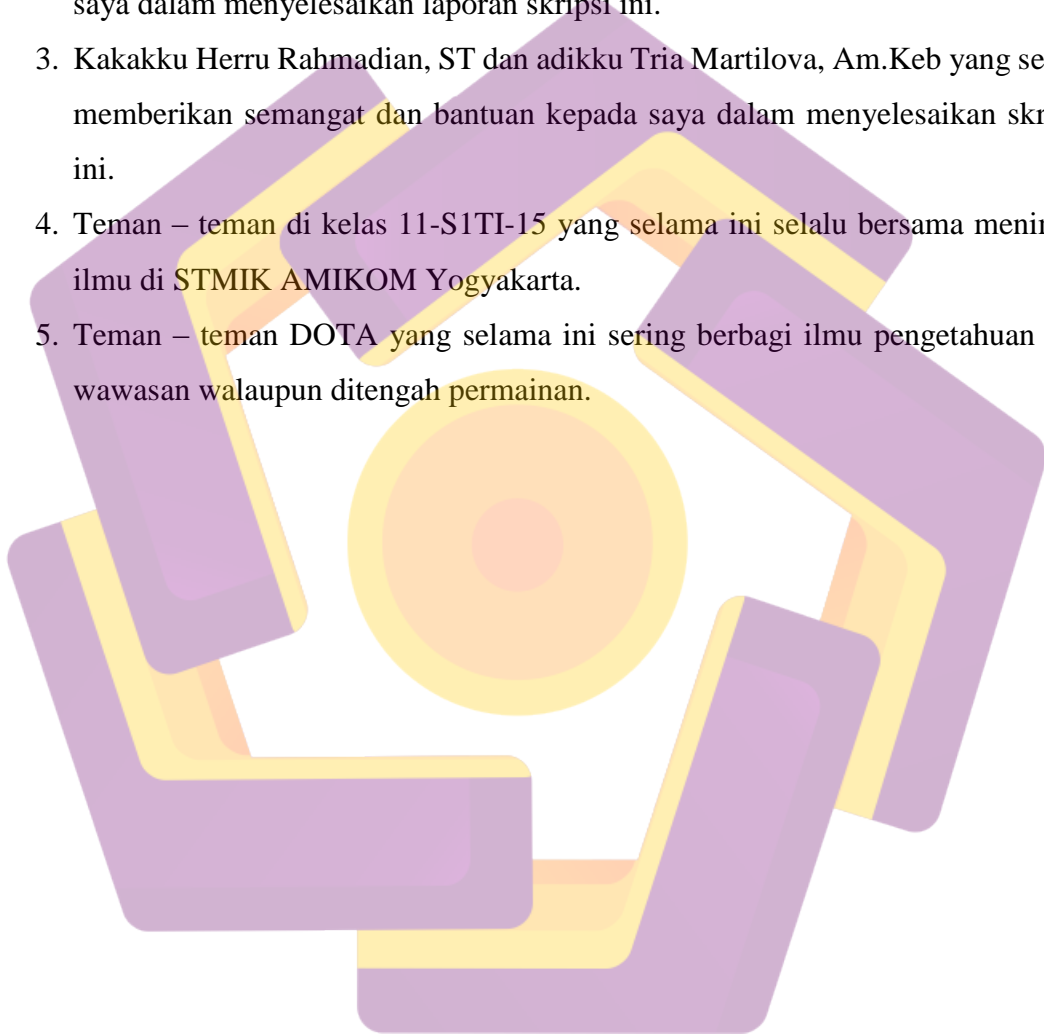 saya dalam menyelesaikan laporan skripsi ini.
3. Kakakku Herru Rahmadian, ST dan adikku Tria Martilova, Am.Keb yang se
memberikan semangat dan bantuan kepada saya dalam menyelesaikan skr
ini.
4. Teman – teman di kelas 11-S1TI-15 yang selama ini selalu bersama meni
ilmu di STMIK AMIKOM Yogyakarta.
5. Teman – teman DOTA yang selama ini sering berbagi ilmu pengetahuan
wawasan walaupun ditengah permainan.